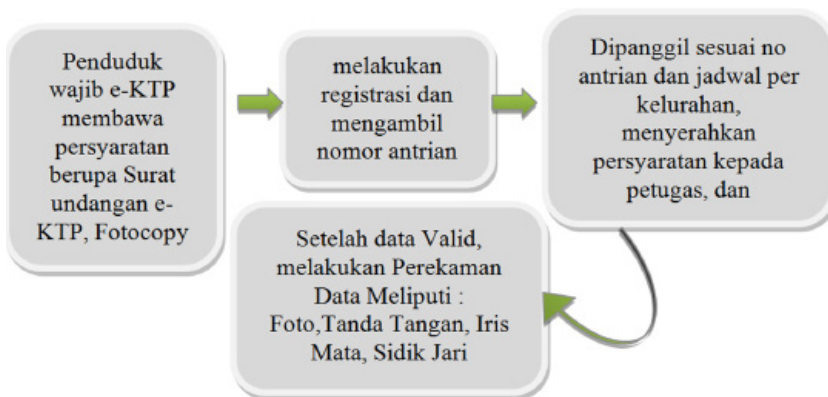 Penduduk
wajib e-KTP
membawa
persyaratan
berupa Surat
undangan e-
KTP, Fotocopy
melakukan
registrasi dan
mengambil
nomor antrian
Dipanggil sesuai no
antrian dan jadwal per
kelurahan,
menyerahkan
persyaratan kepada
petugas, dan
Setelah data Valid,
melakukan Perekaman
Data Meliputi :
Foto,Tanda Tangan, Iris
Mata, Sidik Jari